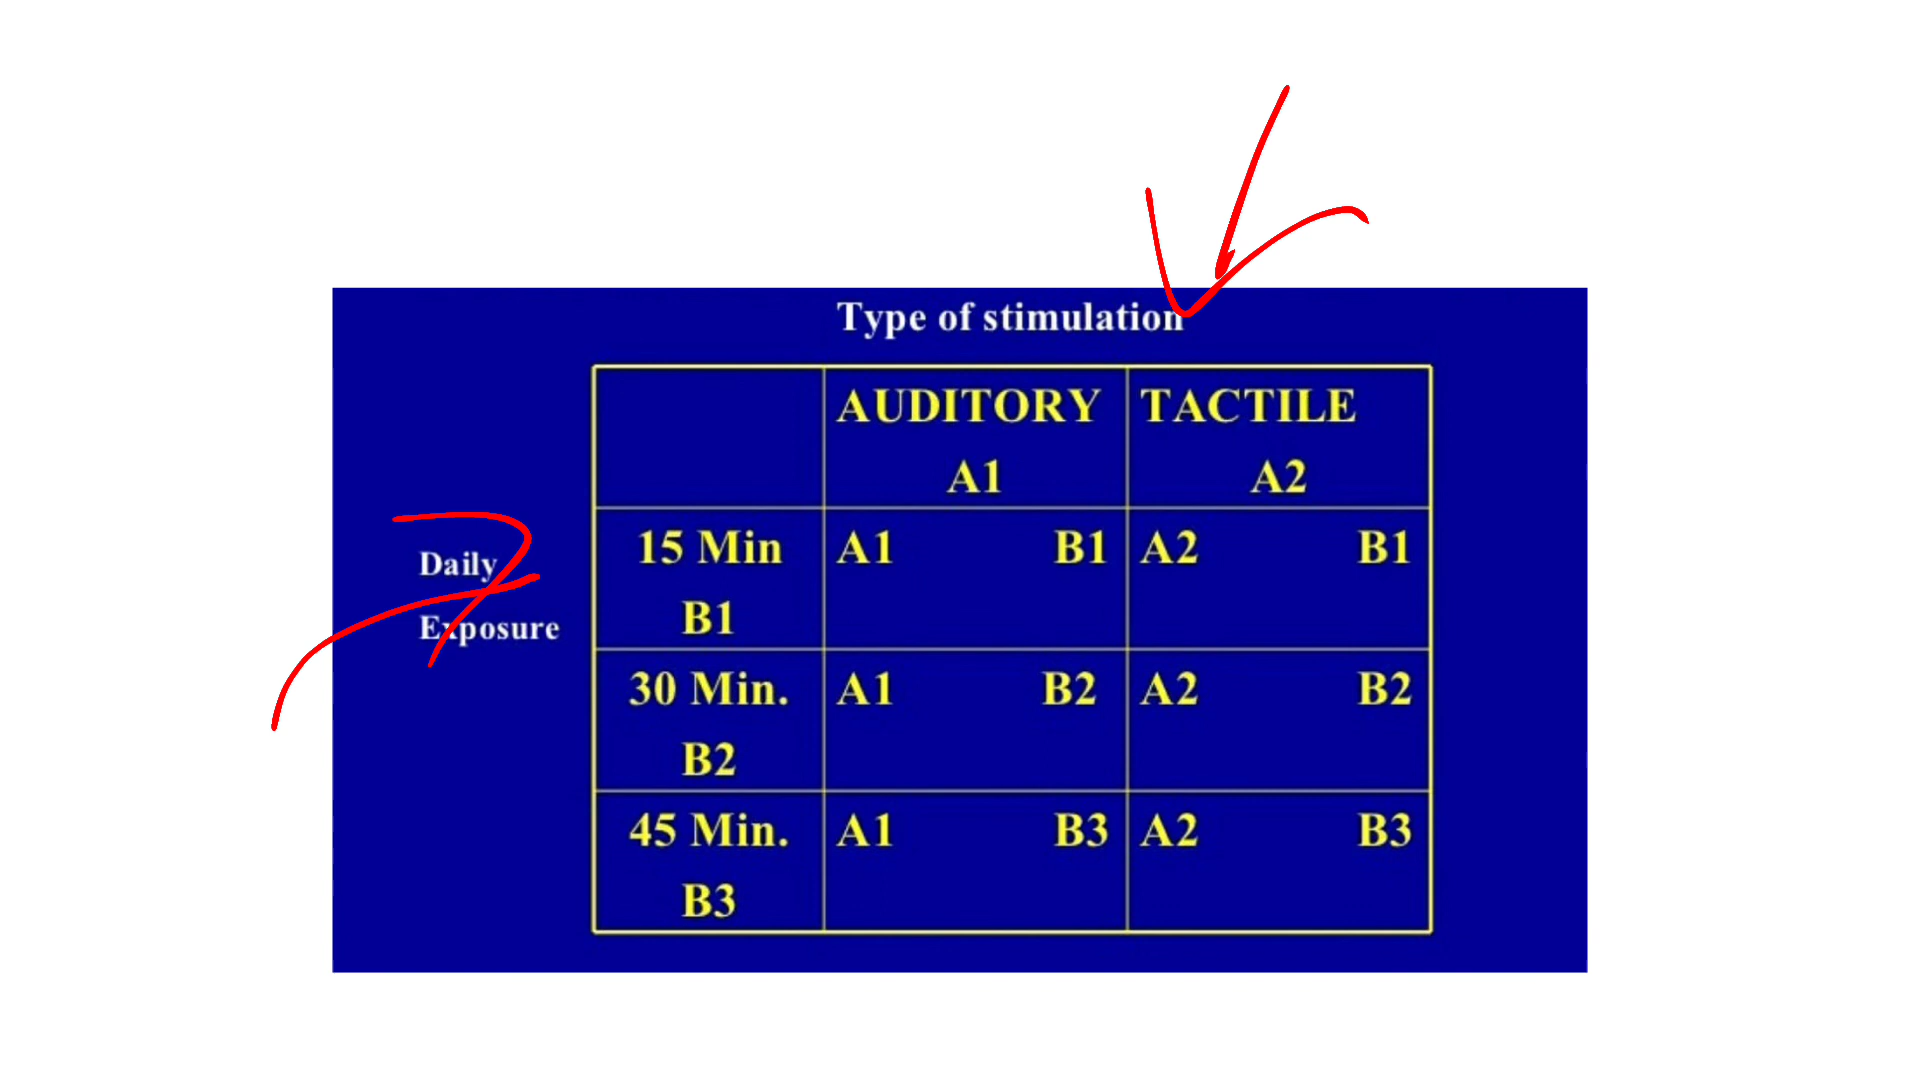 Type of stimulation
AUDITORY TACTILE
A1 A2
Daily
Exposure
15 Min A1 B1 A2 B1
B1
30 Min. A1 B2 A2 B2
B2
45 Min. A1 B3 A2 B3
B3